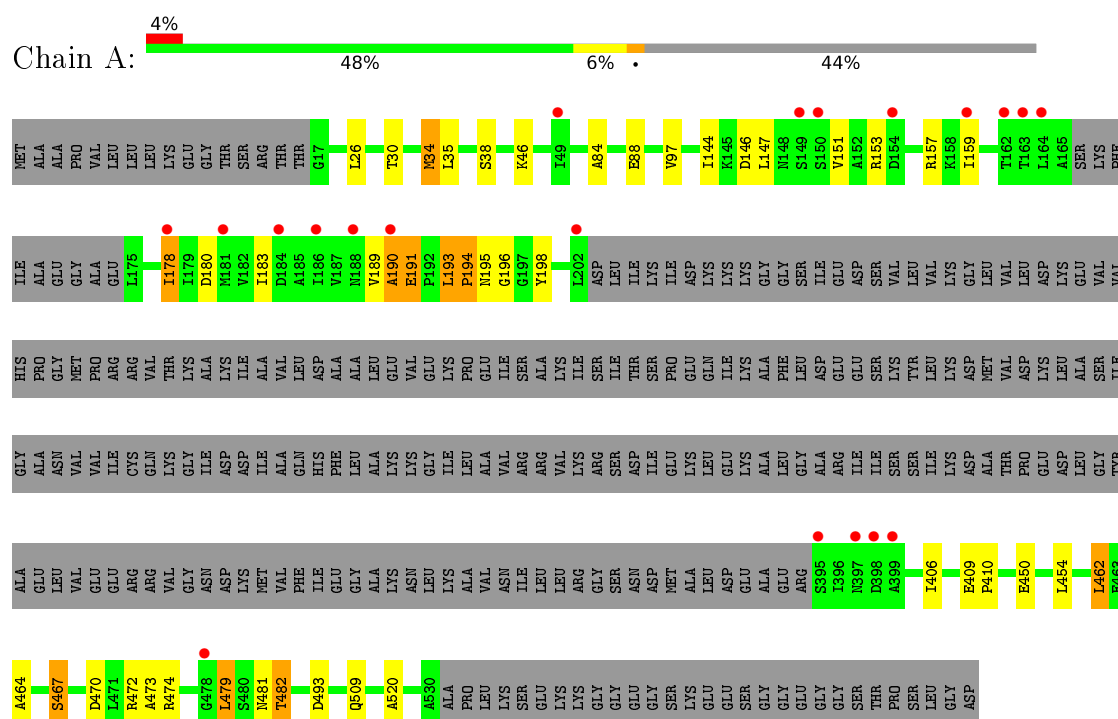 4%
Chain A:
48% 6% • 44%
MET ALA ALA PRO VAL LEU LEU LEU LYS GLU GLY THR SER ARG THR THR G17 L26 T30 M34 L35 S38 K46 I49 A84 E88 V97 I144 K145 D146 L147 N148 S149 S150 V151 A152 R153 D154 R157 K158 I159 T162 T163 L164 A165 SER LYS PHE
ILE ALA GLU GLY ALA GLU L175 I178 I179 D180 M181 V182 I183 D184 A185 I186 V187 N188 V189 A190 E191 P192 L193 P194 N195 G196 G197 Y198 L202 ASP LEU ILE LYS ILE ASP LYS LYS LYS GLY GLY SER ILE GLU ASP SER VAL LEU VAL LYS GLY LEU VAL LEU ASP LYS GLU VAL VAL
HIS PRO GLY MET PRO ARG ARG VAL THR LYS ALA LYS ILE ALA VAL LEU ASP ALA ALA LEU GLU VAL GLU LYS PRO GLU ILE SER ALA LYS ILE SER ILE THR SER PRO GLU GLN ILE LYS ALA PHE LEU ASP GLU GLU SER LYS TYR LEU LYS ASP MET VAL ASP LYS LEU ALA SER ILE
GLY ALA ASN VAL VAL ILE CYS GLN LYS GLY ILE ASP ASP ILE ALA GLN HIS PHE LEU ALA LYS LYS GLY ILE LEU ALA VAL ARG ARG VAL LYS ARG SER ASP ILE GLU LYS LEU GLU LYS ALA LEU GLY ALA ARG ILE ILE SER SER ILE LYS ASP ALA THR PRO GLU ASP LEU GLY TYR
ALA GLU LEU VAL GLU GLU ARG ARG VAL GLY ASN ASP LYS MET VAL PHE ILE GLU GLY ALA LYS ASN LEU LYS ALA VAL ASN ILE LEU LEU ARG GLY SER ASN ASP MET ALA LEU ASP GLU ALA GLU ARG S395 I396 N397 D398 A399 I406 E409 P410 E450 L454 L462 E463
A464 S467 D470 L471 R472 A473 R474 G478 L479 S480 N481 T482 D493 Q509 A520 A530 ALA PRO LEU LYS SER GLU LYS LYS GLY GLY GLU GLY SER LYS GLU GLU SER GLY GLY GLU GLY GLY SER THR PRO SER LEU GLY ASP